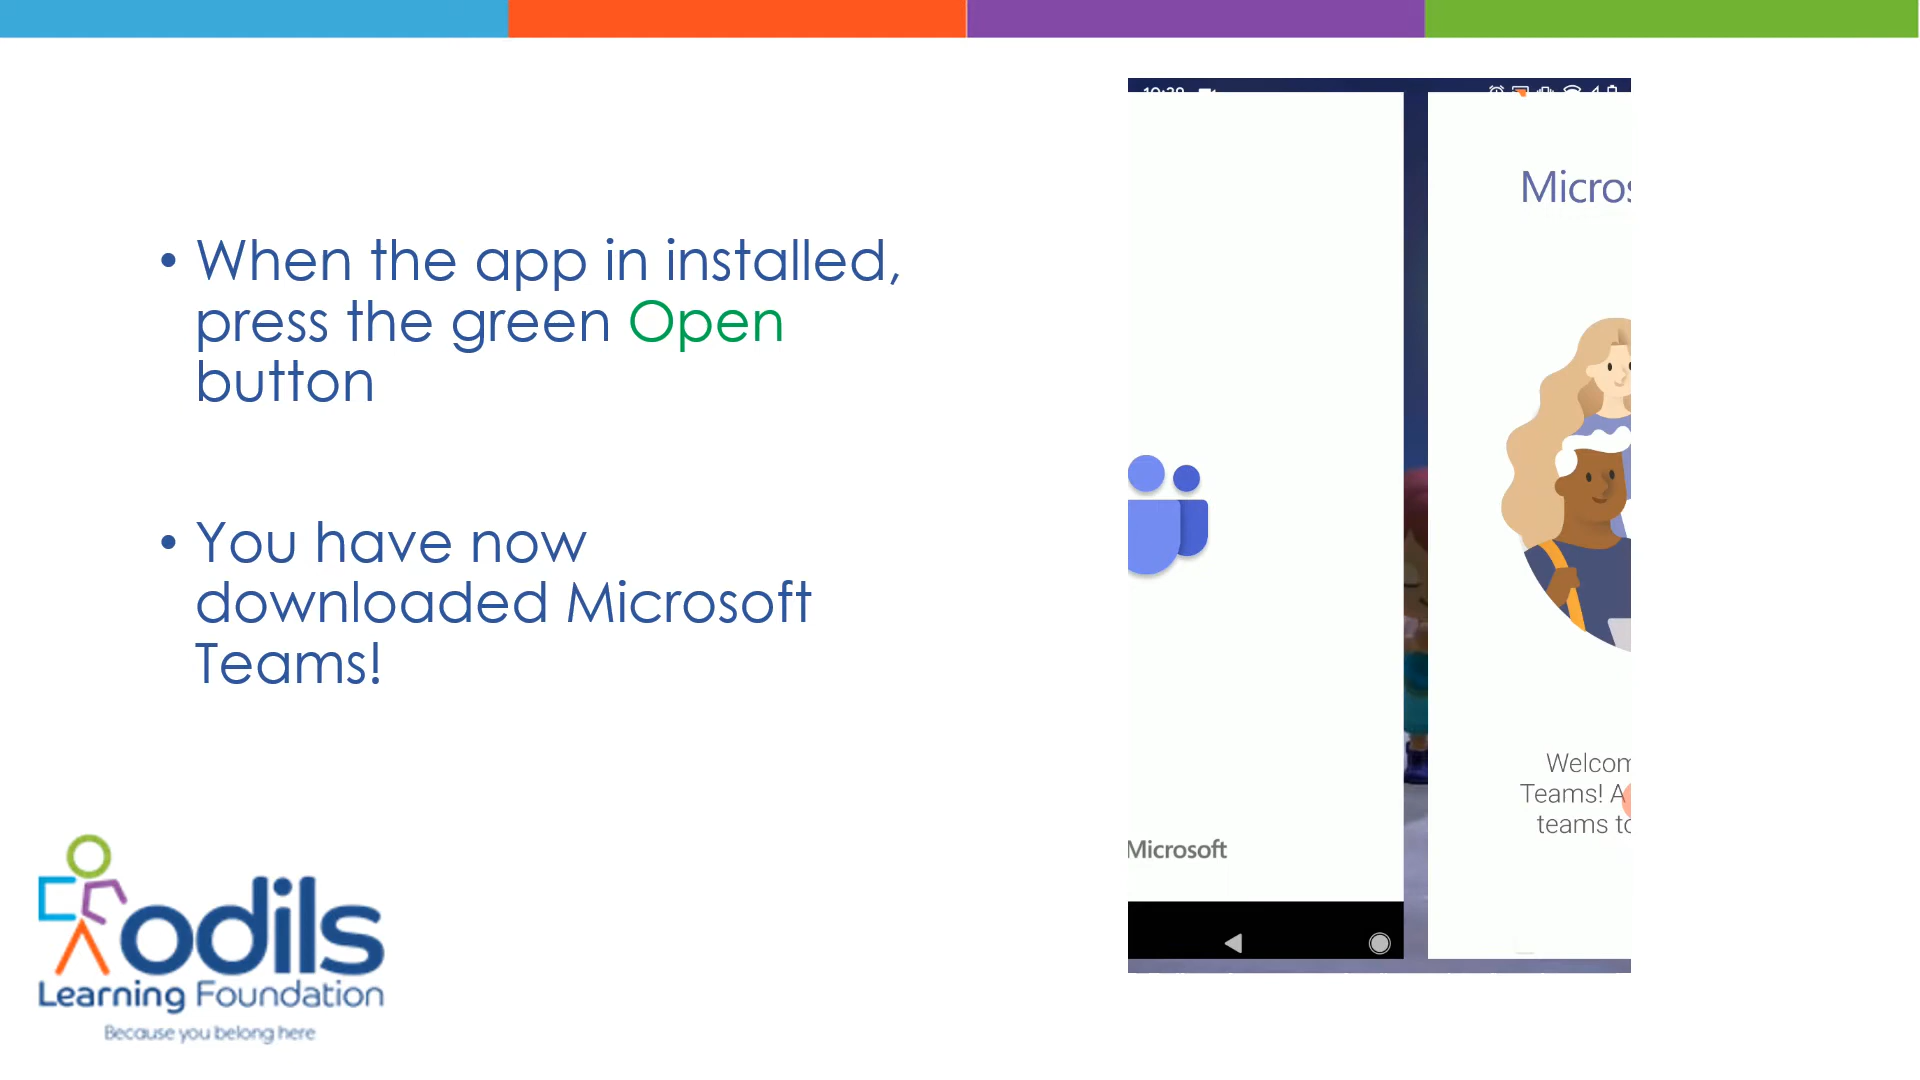 • When the app in installed,
press the green Open
button
• You have now
downloaded Microsoft
Teams!
Micros
Welcom
Teams! A
teams to
Microsoft
odils
Learning Foundation
Because you belong here